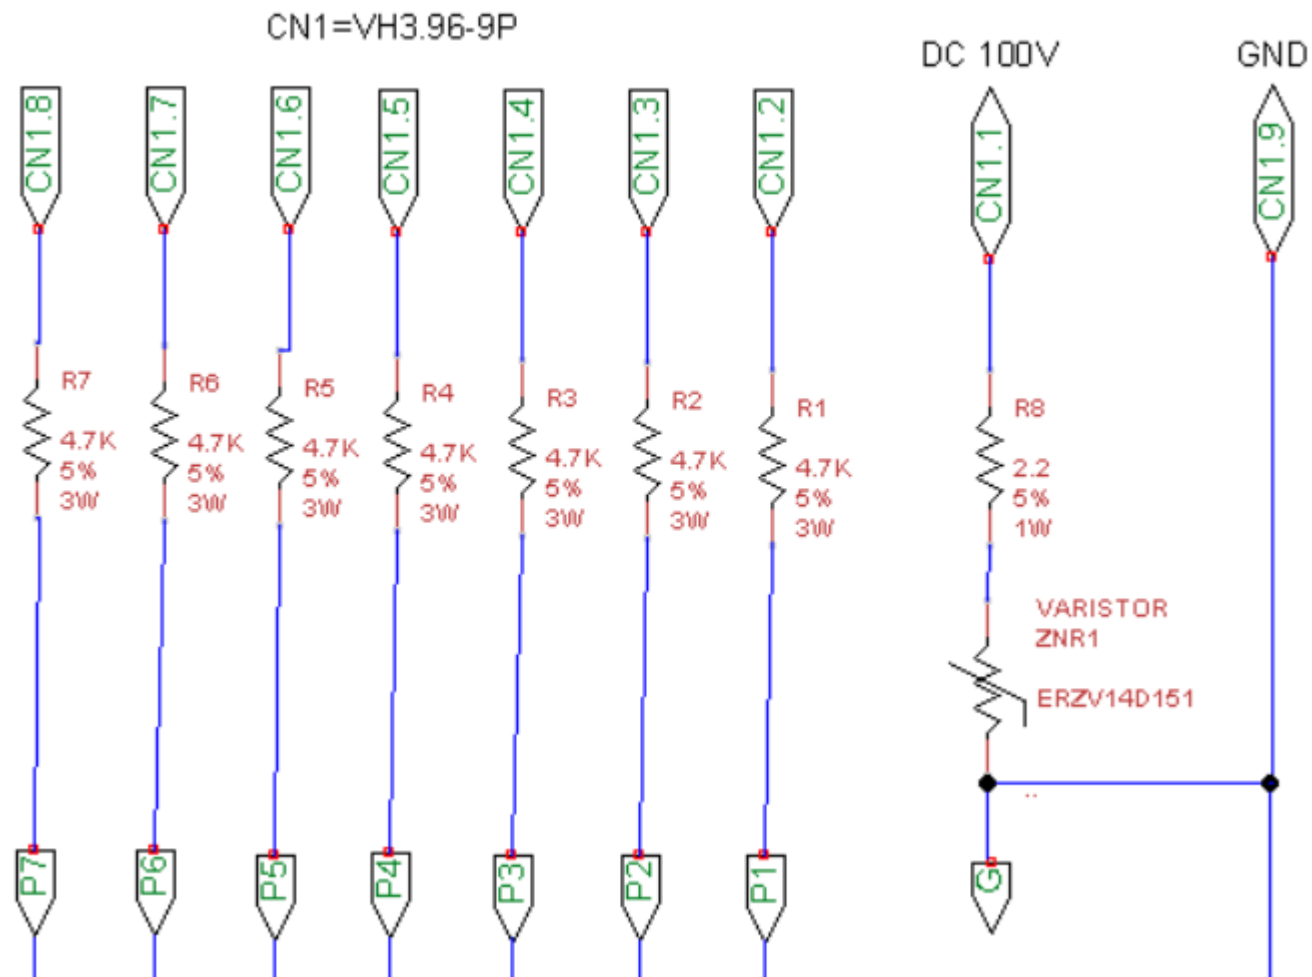 CN1=VH3.96-9P
DC 100V
GND
CN1.8
CN1.7
CN1.6
CN1.5
CN1.4
CN1.3
CN1.2
CN1.1
CN1.9
R7
4.7K
5%
3W
R6
4.7K
5%
3W
R5
4.7K
5%
3W
R4
4.7K
5%
3W
R3
4.7K
5%
3W
R2
4.7K
5%
3W
R1
4.7K
5%
3W
R8
2.2
5%
1W
VARISTOR
ZNR1
ERZV14D151
P7
P6
P5
P4
P3
P2
P1
G